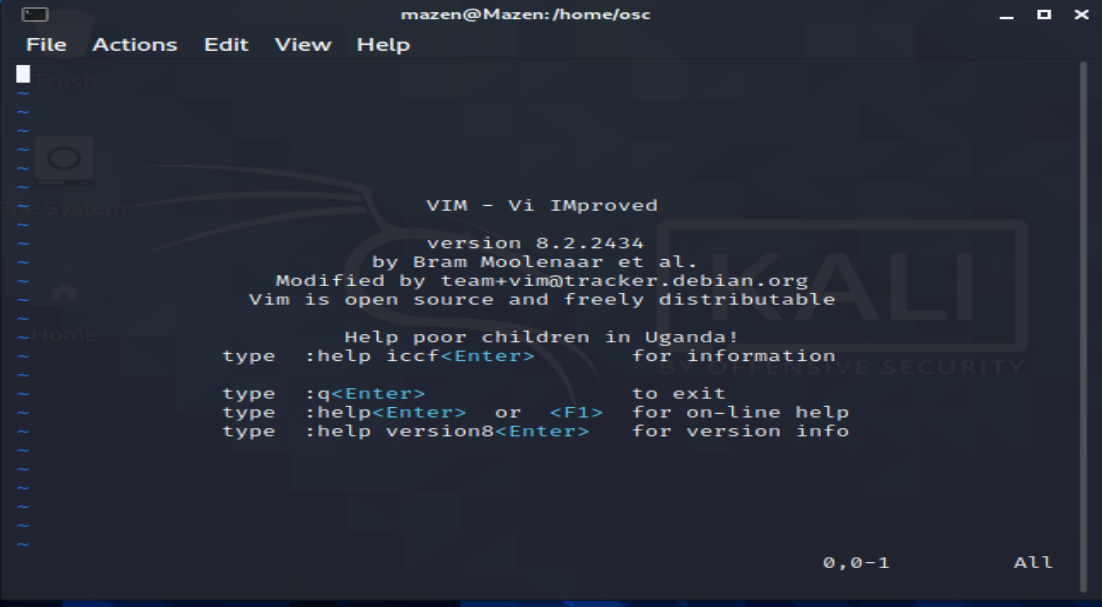 mazen@Mazen: /home/osc
File Actions Edit View Help
Trash
~
~
~
~
~
~
File System
~ VIM - Vi IMproved
~
~ version 8.2.2434
~ by Bram Moolenaar et al.
~ Modified by team+vim@tracker.debian.org
~ Vim is open source and freely distributable
~
~ Help poor children in Uganda!
~ type :help iccf<Enter> for information
~
~ type :q<Enter> to exit
~ type :help<Enter> or <F1> for on-line help
~ type :help version8<Enter> for version info
~
~
~
~
~
~
Home
KALI
BY OFFENSIVE SECURITY
0,0-1 All